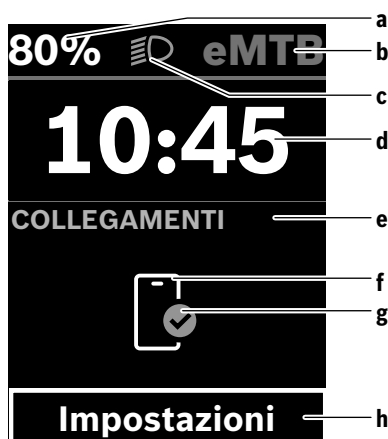 80% eMTB
10:45
COLLEGAMENTI
Impostazioni
a
b
c
d
e
f
g
h